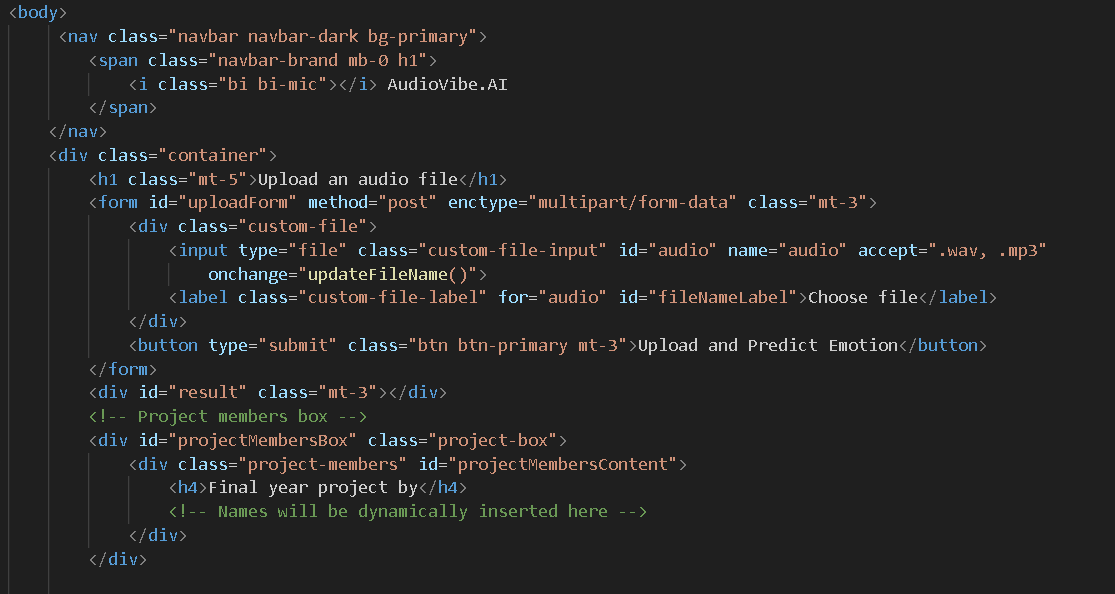 <body>
<nav class="navbar navbar-dark bg-primary">
<span class="navbar-brand mb-0 h1">
<i class="bi bi-mic"></i> AudioVibe.AI
</span>
</nav>
<div class="container">
<h1 class="mt-5">Upload an audio file</h1>
<form id="uploadForm" method="post" enctype="multipart/form-data" class="mt-3">
<div class="custom-file">
<input type="file" class="custom-file-input" id="audio" name="audio" accept=".wav, .mp3"
onchange="updateFileName()">
<label class="custom-file-label" for="audio" id="fileNameLabel">Choose file</label>
</div>
<button type="submit" class="btn btn-primary mt-3">Upload and Predict Emotion</button>
</form>
<div id="result" class="mt-3"></div>
<!-- Project members box -->
<div id="projectMembersBox" class="project-box">
<div class="project-members" id="projectMembersContent">
<h4>Final year project by</h4>
<!-- Names will be dynamically inserted here -->
</div>
</div>